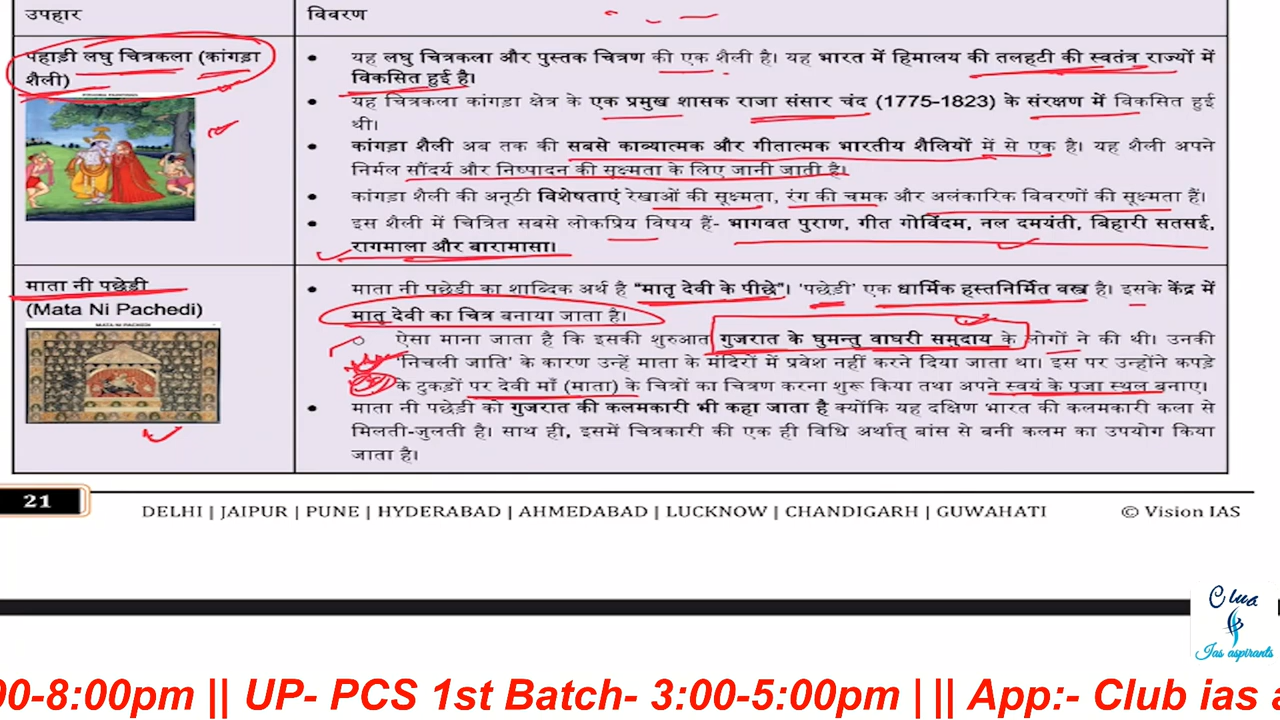 उपहार
विवरण
पहाड़ी लघु चित्रकला (कांगड़ा
शैली)
• यह लघु चित्रकला और पुस्तक चित्रण की एक शैली है। यह भारत में हिमालय की तलहटी की स्वतंत्र राज्यों में
विकसित हुई है।
• यह चित्रकला कांगड़ा क्षेत्र के एक प्रमुख शासक राजा संसार चंद (1775-1823) के संरक्षण में विकसित हुई
थी।
• कांगड़ा शैली अब तक की सबसे काव्यात्मक और गीतात्मक भारतीय शैलियों में से एक है। यह शैली अपने
निर्मल सौंदर्य और निष्पादन की सूक्ष्मता के लिए जानी जाती है।
• कांगड़ा शैली की अनूठी विशेषताएं रेखाओं की सूक्ष्मता, रंग की चमक और अलंकारिक विवरणों की सूक्ष्मता हैं।
• इस शैली में चित्रित सबसे लोकप्रिय विषय हैं- भागवत पुराण, गीत गोविंदम, नल दमयंती, बिहारी सतसई,
रागमाला और बारामासा।
माता नी पछेड़ी
(Mata Ni Pachedi)
MATA NI PACHEDI
• माता नी पछेड़ी का शाब्दिक अर्थ है "मातृ देवी के पीछे"। 'पछेड़ी' एक धार्मिक हस्तनिर्मित वस्त्र है। इसके केंद्र में
मातृ देवी का चित्र बनाया जाता है।
○ ऐसा माना जाता है कि इसकी शुरुआत गुजरात के घुमन्तु वाघरी समुदाय के लोगों ने की थी। उनकी
'निचली जाति' के कारण उन्हें माता के मंदिरों में प्रवेश नहीं करने दिया जाता था। इस पर उन्होंने कपड़े
के टुकड़ों पर देवी माँ (माता) के चित्रों का चित्रण करना शुरू किया तथा अपने स्वयं के पूजा स्थल बनाए।
• माता नी पछेड़ी को गुजरात की कलमकारी भी कहा जाता है क्योंकि यह दक्षिण भारत की कलमकारी कला से
मिलती-जुलती है। साथ ही, इसमें चित्रकारी की एक ही विधि अर्थात् बांस से बनी कलम का उपयोग किया
जाता है।
21
DELHI | JAIPUR | PUNE | HYDERABAD | AHMEDABAD | LUCKNOW | CHANDIGARH | GUWAHATI
© Vision IAS
Club
Ias aspirants
00-8:00pm || UP- PCS 1st Batch- 3:00-5:00pm | || App:- Club ias a